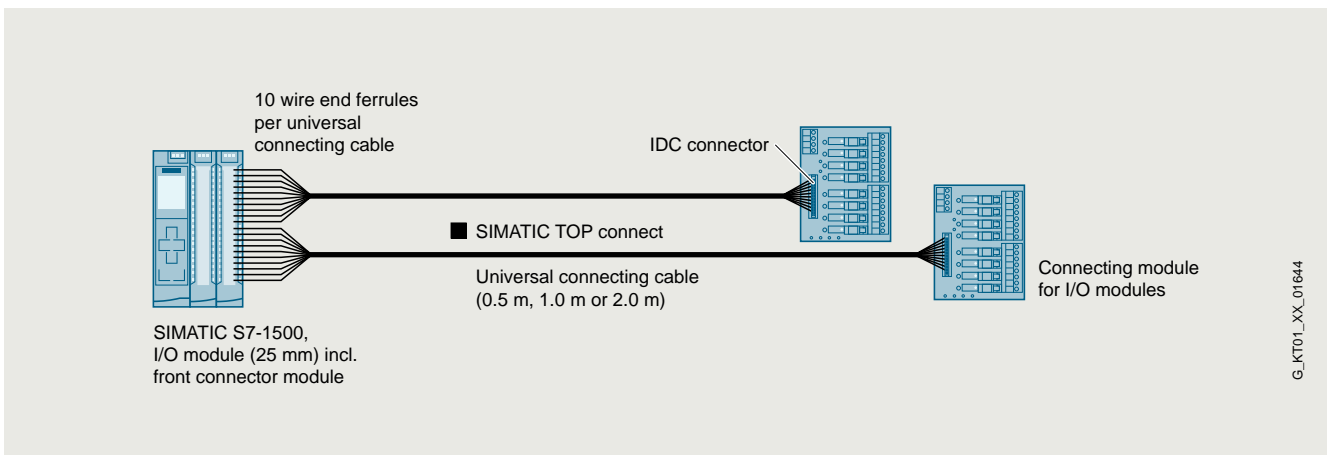 10 wire end ferrules
per universal
connecting cable
IDC connector
SIMATIC TOP connect
Universal connecting cable
(0.5 m, 1.0 m or 2.0 m)
Connecting module
for I/O modules
SIMATIC S7-1500,
I/O module (25 mm) incl.
front connector module
G_KT01_XX_01644